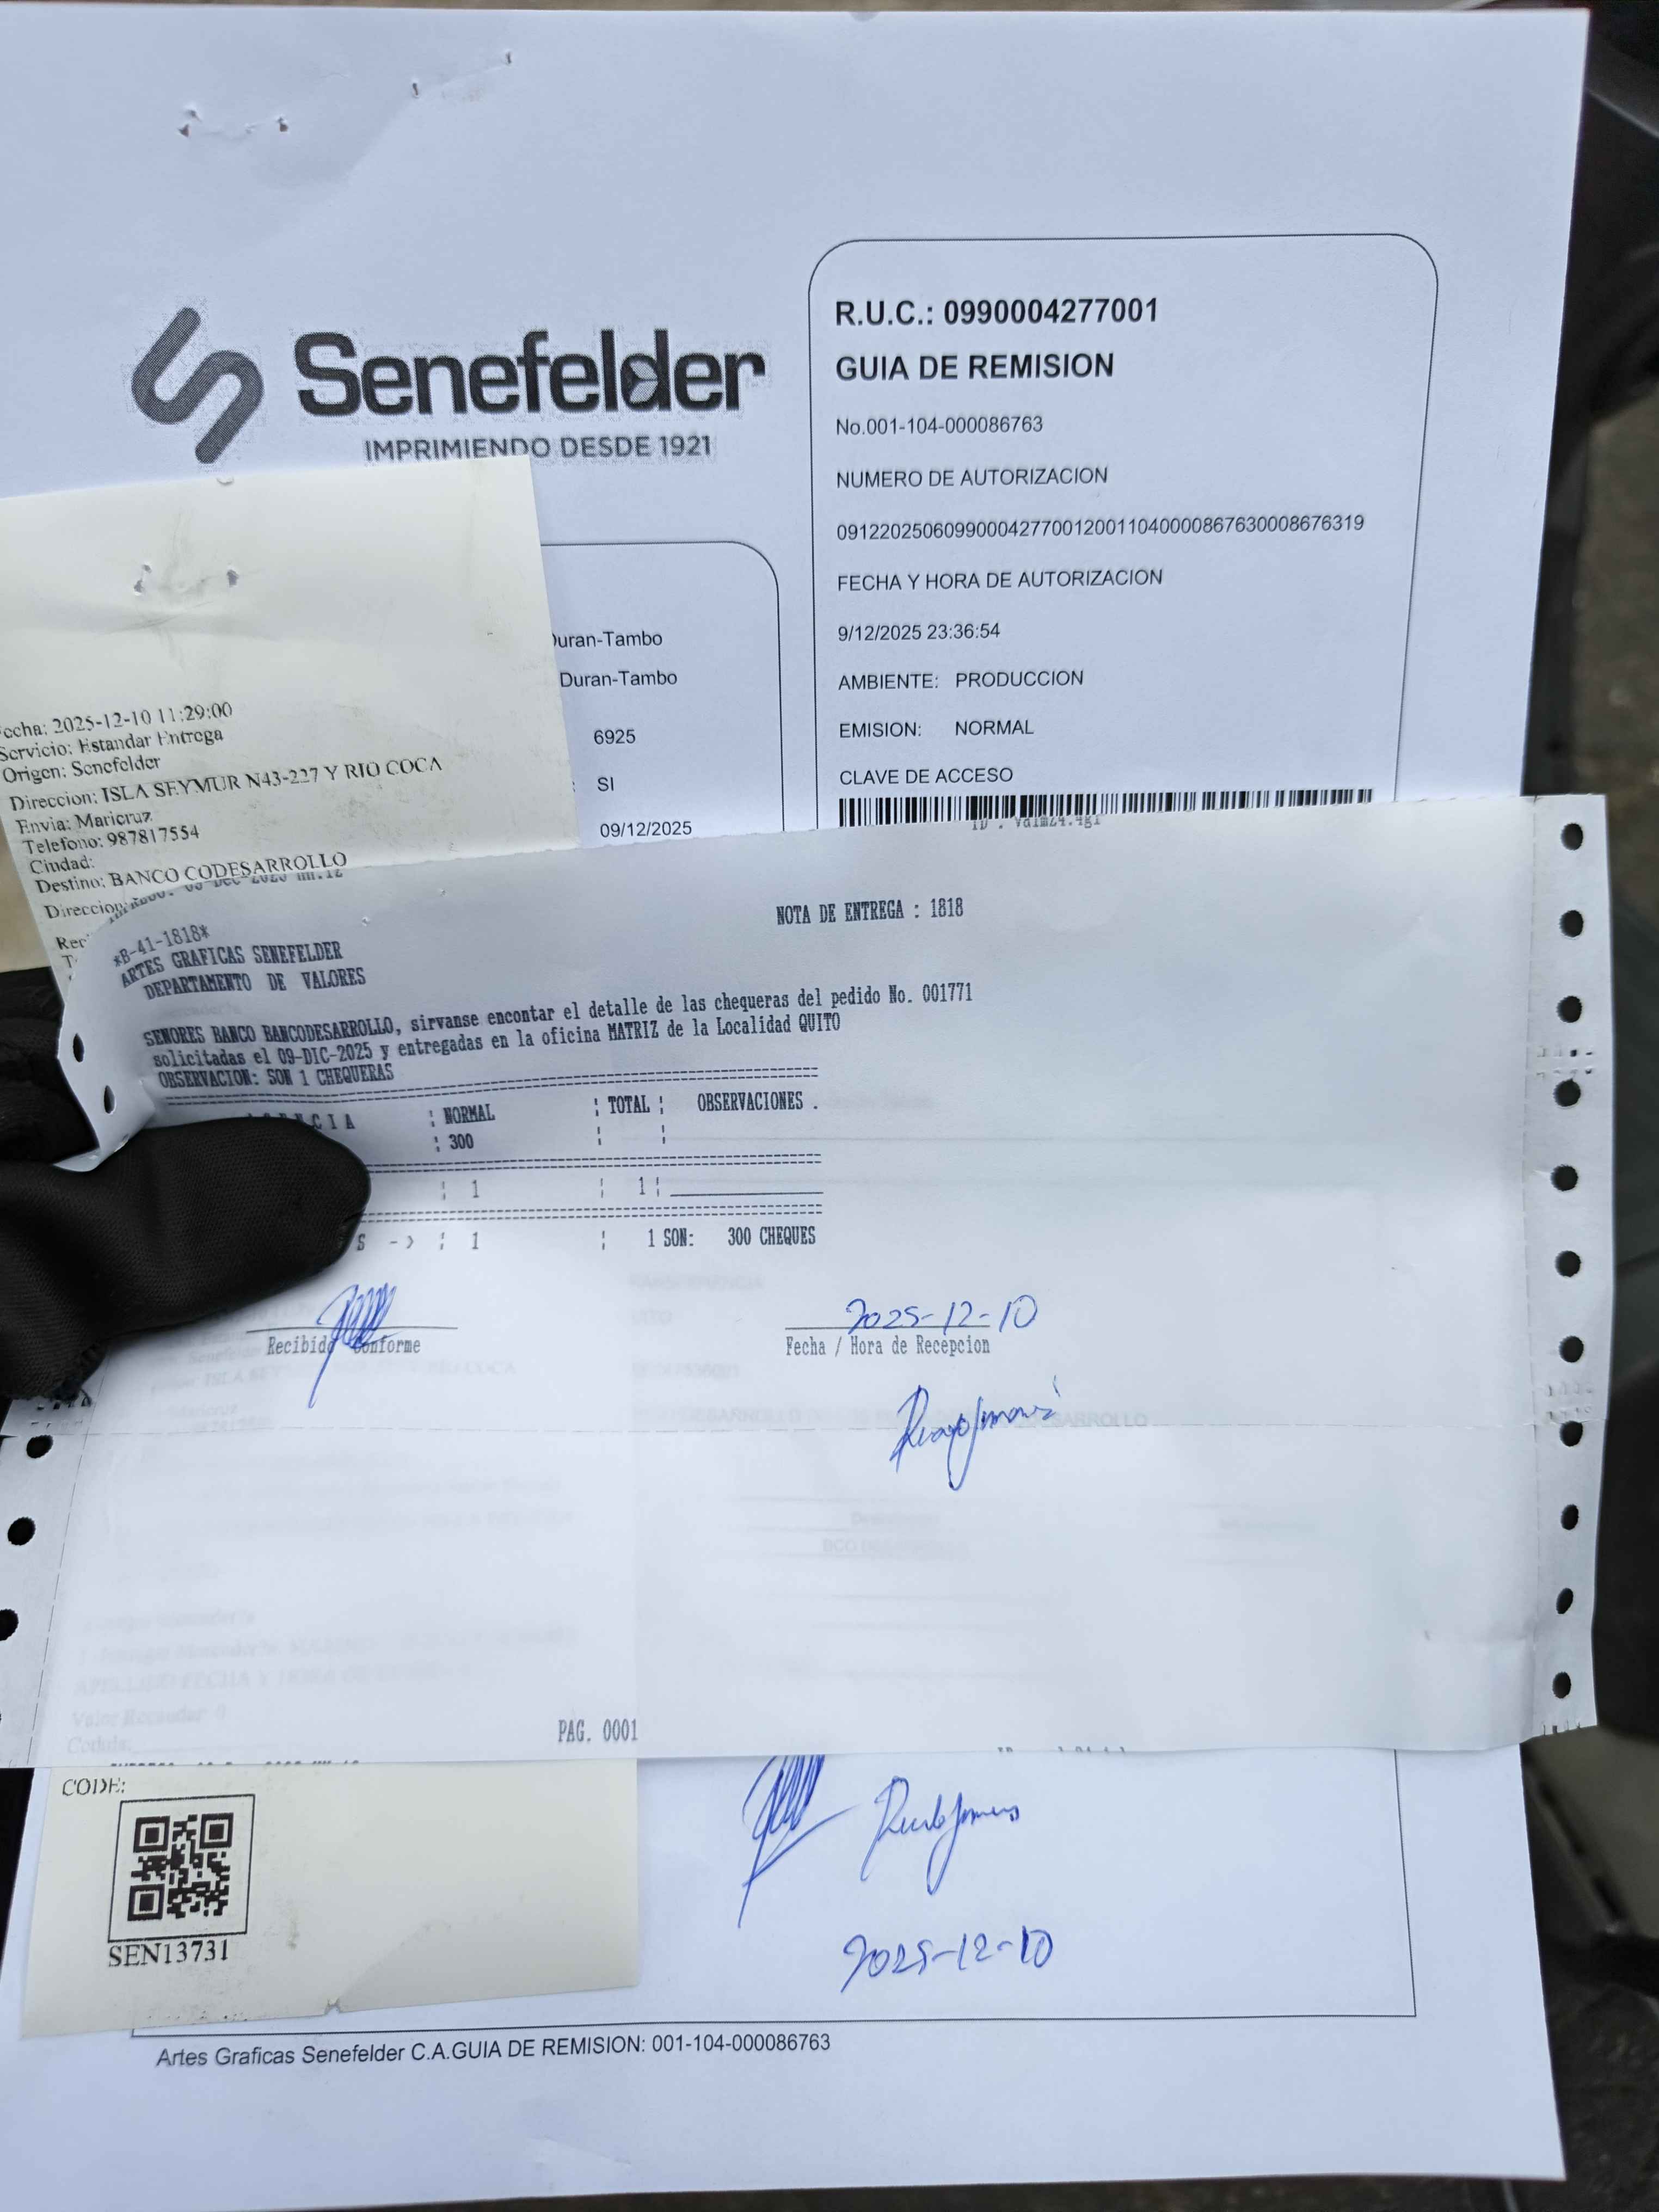 Senefelder
IMPRIMIENDO DESDE 1921
R.U.C.: 0990004277001
GUIA DE REMISION
No.001-104-000086763
NUMERO DE AUTORIZACION
0912202506099000427700120011040000867630008676319
FECHA Y HORA DE AUTORIZACION
9/12/2025 23:36:54
AMBIENTE: PRODUCCION
EMISION: NORMAL
CLAVE DE ACCESO
Duran-Tambo
Duran-Tambo
6925
SI
09/12/2025
echa: 2025-12-10 11:29:00
Servicio: Estandar Entrega
Origen: Senefelder
Direccion: ISLA SEYMUR N43-227 Y RIO COCA
Envia: Maricruz
Telefono: 987817554
Ciudad:
Destino: BANCO CODESARROLLO
Direccion
NOTA DE ENTREGA : 1818
*B-41-1818*
ARTES GRAFICAS SENEFELDER
DEPARTAMENTO DE VALORES
SENORES BANCO BANCODESARROLLO, sirvanse encontar el detalle de las chequeras del pedido No. 001771
solicitadas el 09-DIC-2025 y entregadas en la oficina MATRIZ de la Localidad QUITO
OBSERVACION: SON 1 CHEQUERAS
N C I A ¦ NORMAL ¦ TOTAL ¦ OBSERVACIONES .
¦ 300 ¦ ¦
¦ 1 ¦ 1 ¦
S -> ¦ 1 ¦ 1 SON: 300 CHEQUES
2025-12-10
Recibido Conforme
Fecha / Hora de Recepcion
PAG. 0001
CODE:
SEN13731
2025-12-10
Artes Graficas Senefelder C.A.GUIA DE REMISION: 001-104-000086763